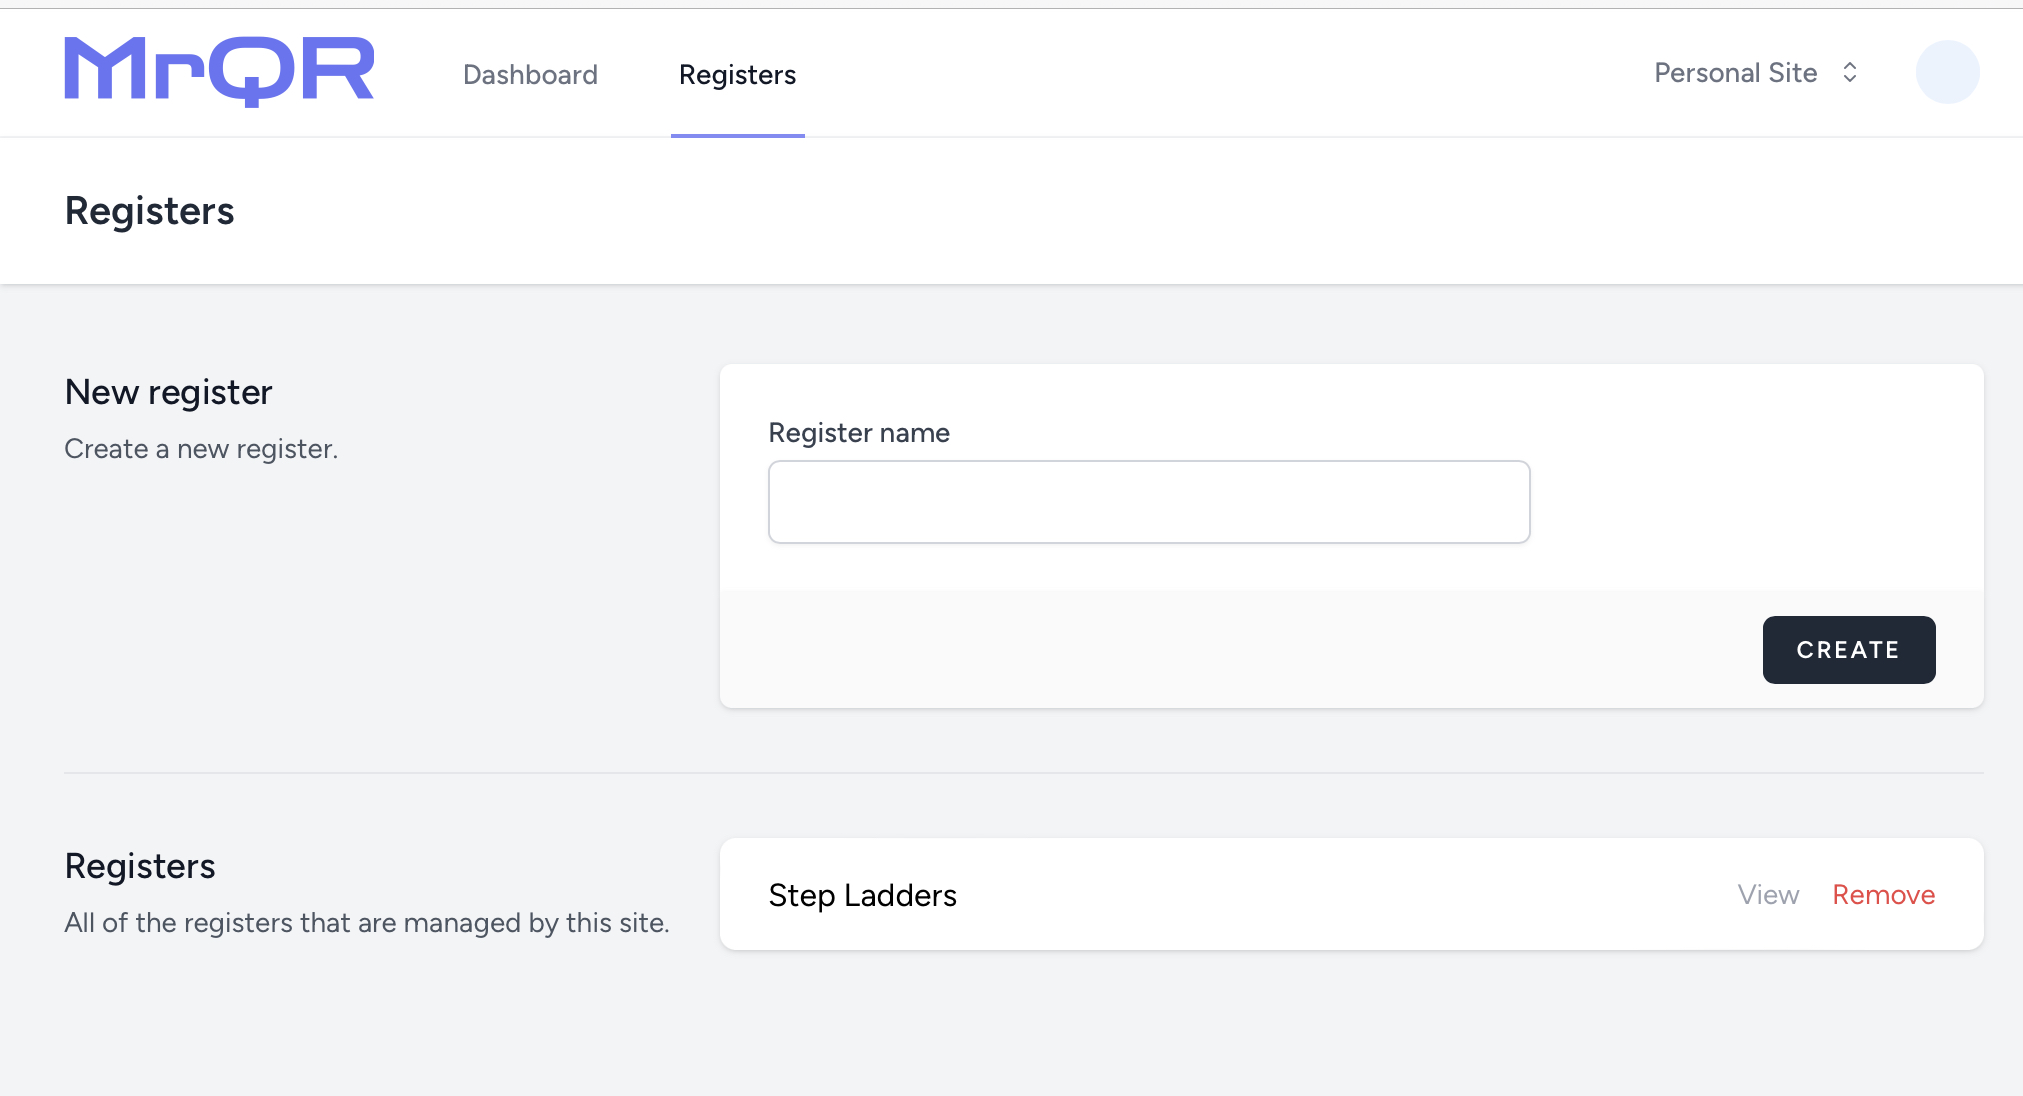 MrQR
Dashboard
Registers
Personal Site
Registers
New register
Create a new register.
Register name
CREATE
Registers
All of the registers that are managed by this site.
Step Ladders
View
Remove